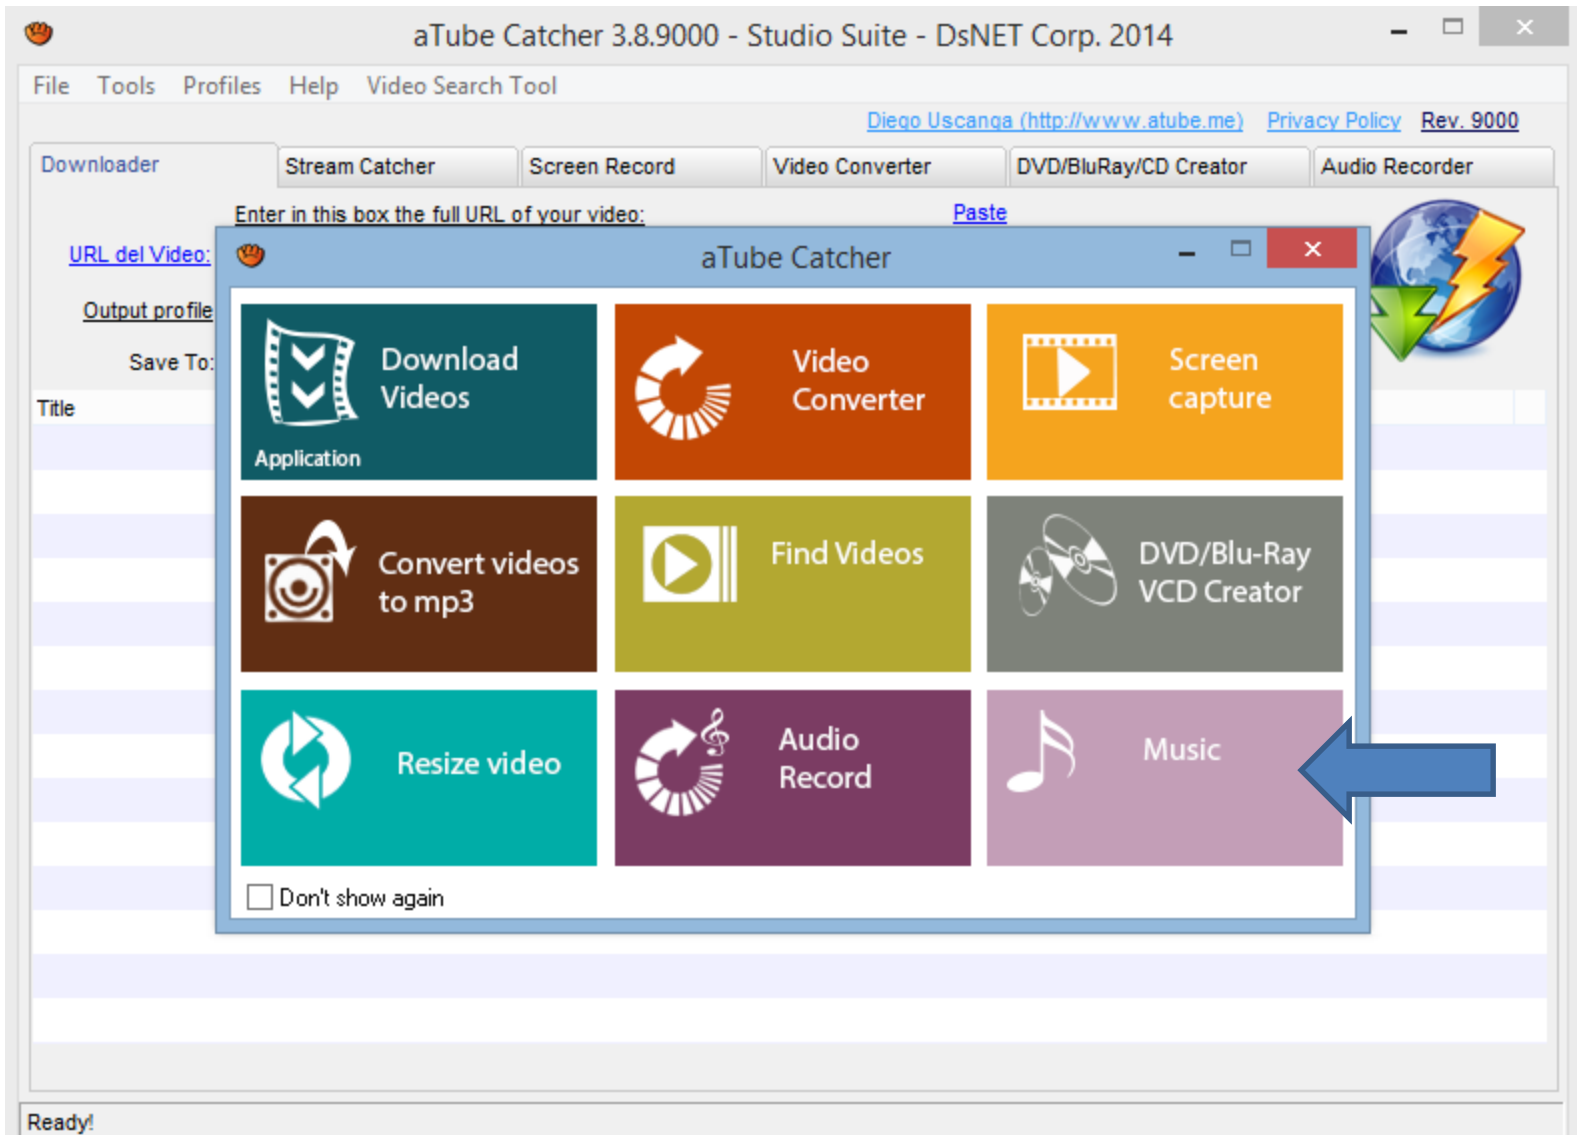 aTube Catcher 3.8.9000 - Studio Suite - DsNET Corp. 2014
File Tools Profiles Help Video Search Tool
Diego Uscanga (http://www.atube.me) Privacy Policy Rev. 9000
Downloader Stream Catcher Screen Record Video Converter DVD/BluRay/CD Creator Audio Recorder
Enter in this box the full URL of your video: Paste
URL del Video:
Output profile
Save To:
Title
aTube Catcher
Download
Videos
Application
Video
Converter
Screen
capture
Convert videos
to mp3
Find Videos
DVD/Blu-Ray
VCD Creator
Resize video
Audio
Record
Music
Don't show again
Ready!